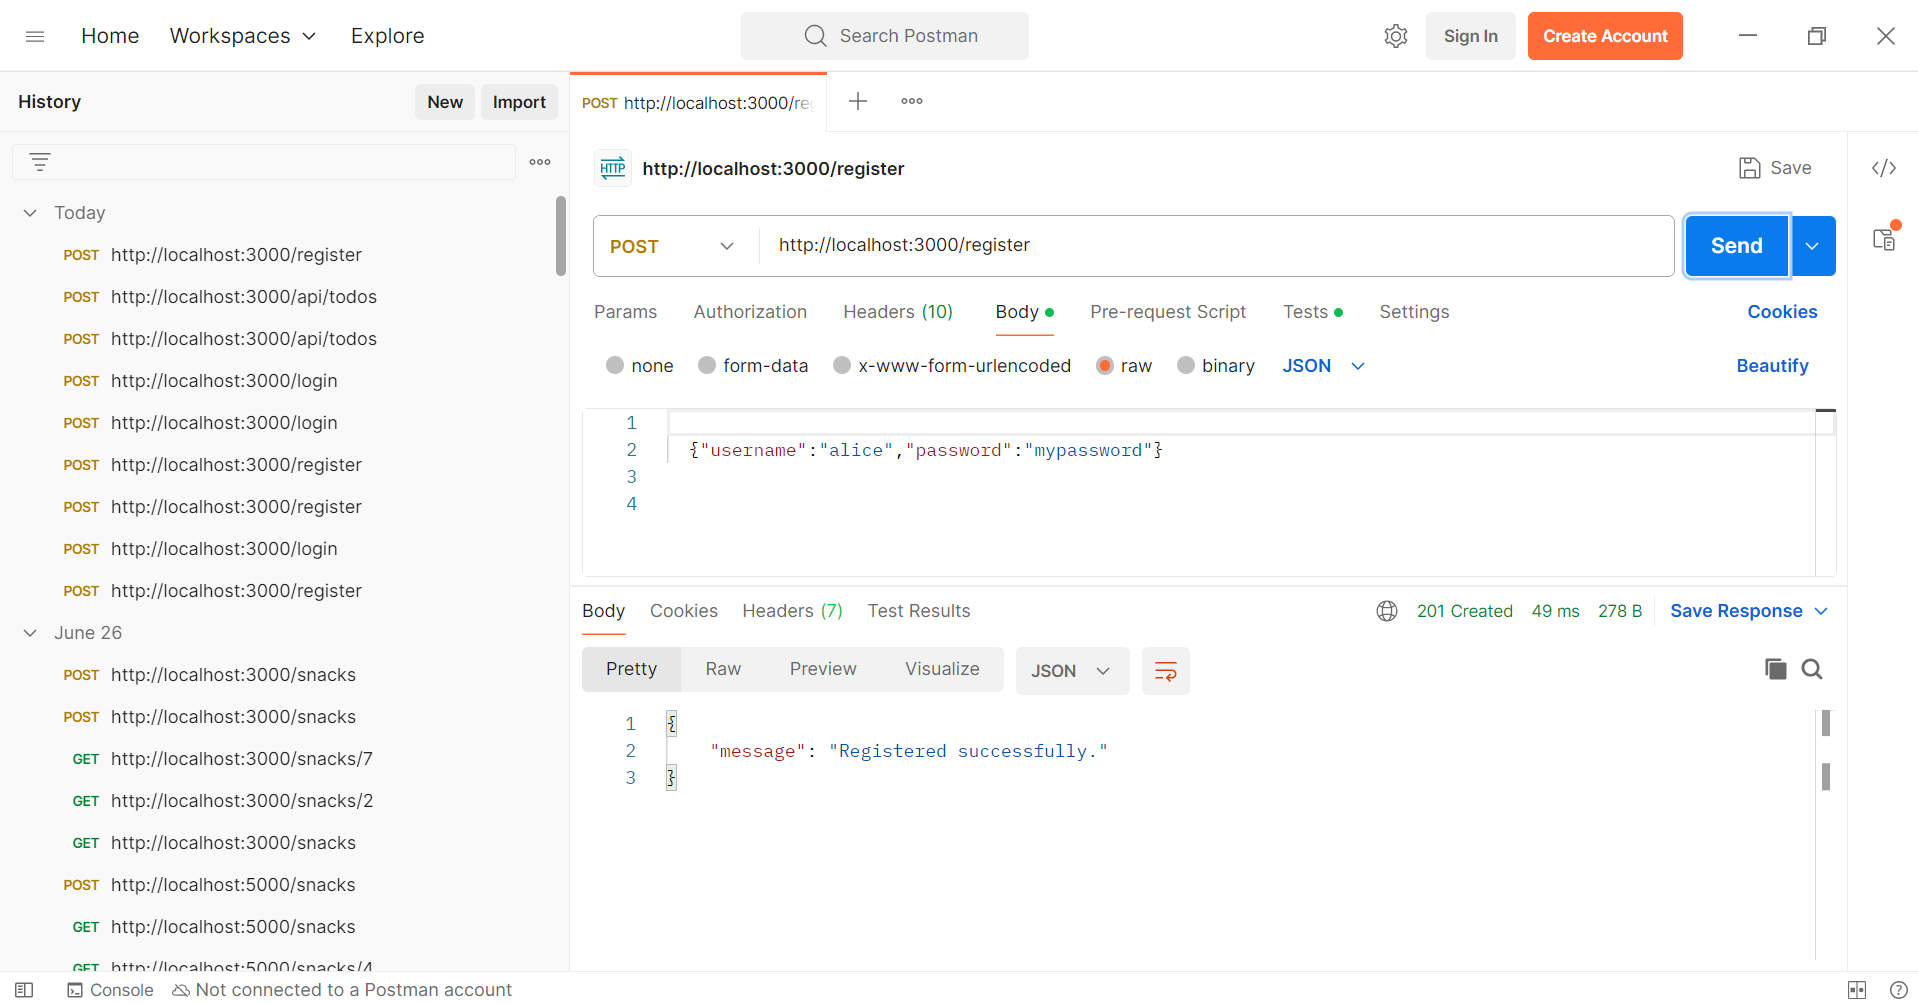 Home Workspaces Explore Search Postman Sign In Create Account
History New Import
Today
POST http://localhost:3000/register
POST http://localhost:3000/api/todos
POST http://localhost:3000/api/todos
POST http://localhost:3000/login
POST http://localhost:3000/login
POST http://localhost:3000/register
POST http://localhost:3000/register
POST http://localhost:3000/login
POST http://localhost:3000/register
June 26
POST http://localhost:3000/snacks
POST http://localhost:3000/snacks
GET http://localhost:3000/snacks/7
GET http://localhost:3000/snacks/2
GET http://localhost:3000/snacks
POST http://localhost:5000/snacks
GET http://localhost:5000/snacks
GET http://localhost:5000/snacks/4
POST http://localhost:3000/re
HTTP http://localhost:3000/register Save </>
POST http://localhost:3000/register Send
Params Authorization Headers (10) Body Pre-request Script Tests Settings Cookies
none form-data x-www-form-urlencoded raw binary JSON Beautify
1
2 {"username":"alice","password":"mypassword"}
3
4
Body Cookies Headers (7) Test Results 201 Created 49 ms 278 B Save Response
Pretty Raw Preview Visualize JSON
1 {
2 "message": "Registered successfully."
3 }
Console Not connected to a Postman account